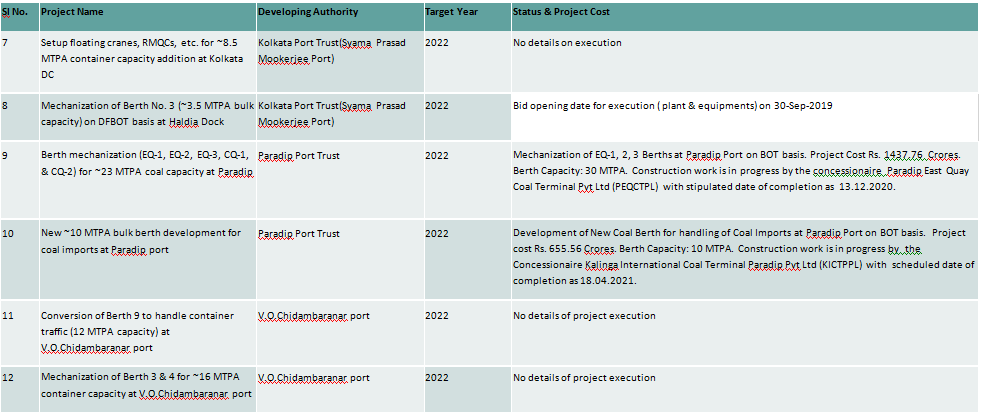 Sl No. Project Name Developing Authority Target Year Status & Project Cost
7 Setup floating cranes, RMQCs, etc. for ~8.5 Kolkata Port Trust(Syama Prasad 2022 No details on execution
MTPA container capacity addition at Kolkata Mookerjee Port)
DC
8 Mechanization of Berth No. 3 (~3.5 MTPA bulk Kolkata Port Trust(Syama Prasad 2022 Bid opening date for execution ( plant & equipments) on 30-Sep-2019
capacity) on DFBOT basis at Haldia Dock Mookerjee Port)
9 Berth mechanization (EQ-1, EQ-2, EQ-3, CQ-1, Paradip Port Trust 2022 Mechanization of EQ-1, 2, 3 Berths at Paradip Port on BOT basis. Project Cost Rs. 1437.76 Crores.
& CQ-2) for ~23 MTPA coal capacity at Paradip Berth Capacity: 30 MTPA. Construction work is in progress by the concessionaire Paradip East Quay
Coal Terminal Pvt Ltd (PEQCTPL) with stipulated date of completion as 13.12.2020.
10 New ~10 MTPA bulk berth development for Paradip Port Trust 2022 Development of New Coal Berth for handling of Coal Imports at Paradip Port on BOT basis. Project
coal imports at Paradip port cost Rs. 655.56 Crores. Berth Capacity: 10 MTPA. Construction work is in progress by the
Concessionaire Kalinga International Coal Terminal Paradip Pvt Ltd (KICTPPL) with scheduled date of
completion as 18.04.2021.
11 Conversion of Berth 9 to handle container V.O.Chidambaranar port 2022 No details of project execution
traffic (12 MTPA capacity) at
V.O.Chidambaranar port
12 Mechanization of Berth 3 & 4 for ~16 MTPA V.O.Chidambaranar port 2022 No details of project execution
container capacity at V.O.Chidambaranar port